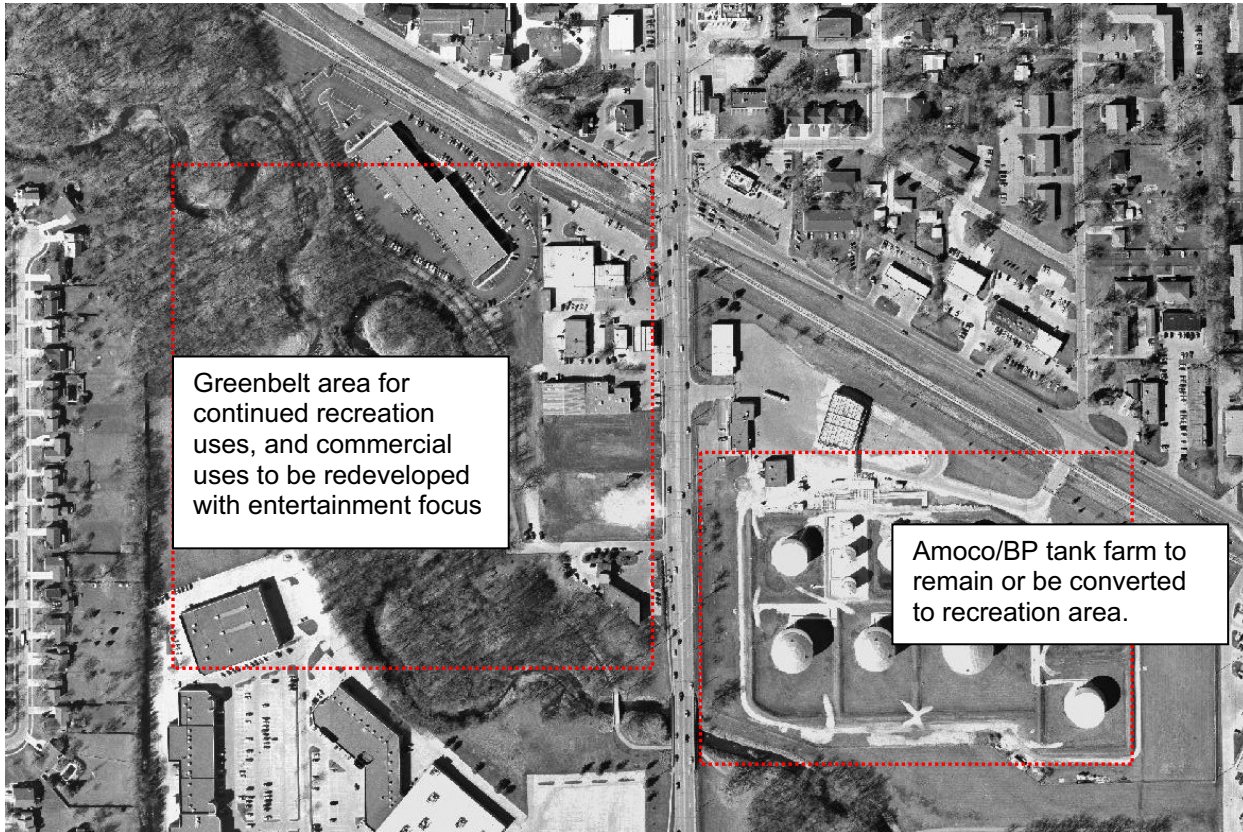 Greenbelt area for
continued recreation
uses, and commercial
uses to be redeveloped
with entertainment focus
Amoco/BP tank farm to
remain or be converted
to recreation area.